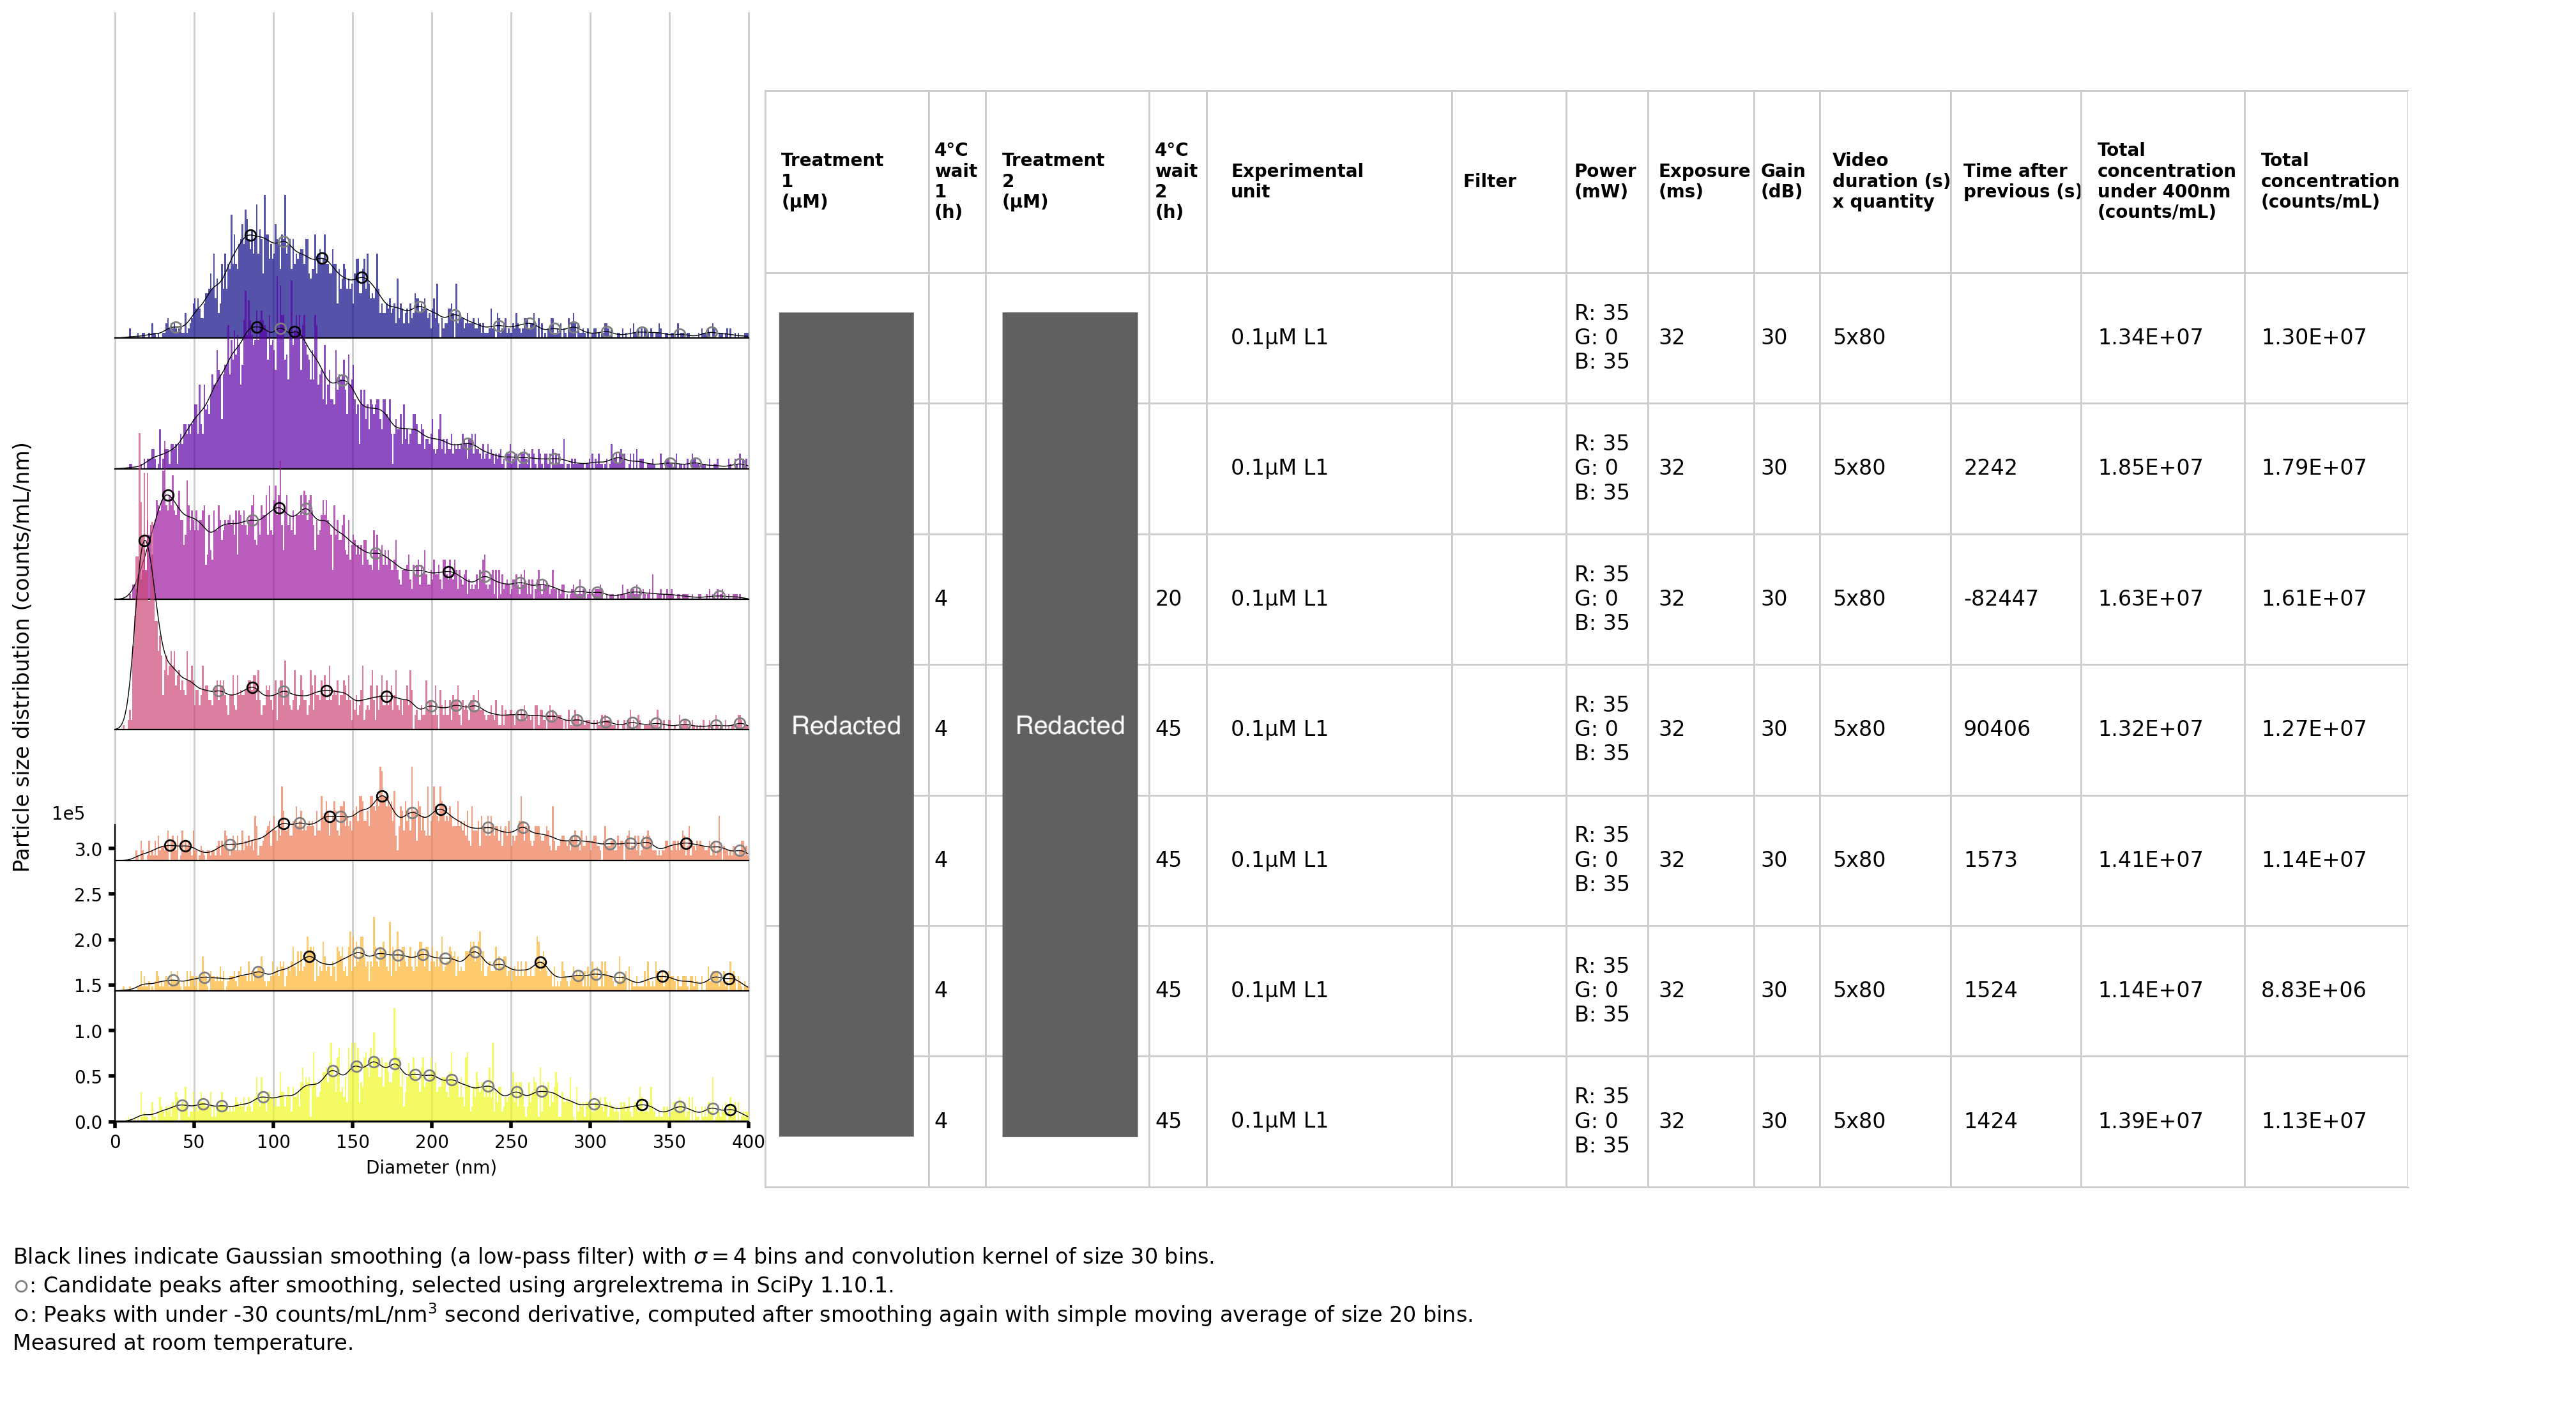 Particle size distribution (counts/mL/nm)
1e5
3.0
2.5
2.0
1.5
1.0
0.5
0.0
0 50 100 150 200 250 300 350 400
Diameter (nm)
Treatment
1
(μM)
4°C
wait
1
(h)
Treatment
2
(μM)
4°C
wait
2
(h)
Experimental
unit
Filter
Power
(mW)
Exposure
(ms)
Gain
(dB)
Video
duration (s)
x quantity
Time after
previous (s)
Total
concentration
under 400nm
(counts/mL)
Total
concentration
(counts/mL)
Redacted
Redacted
0.1μM L1
R: 35
G: 0
B: 35
32
30
5x80
1.34E+07
1.30E+07
0.1μM L1
R: 35
G: 0
B: 35
32
30
5x80
2242
1.85E+07
1.79E+07
4
20
0.1μM L1
R: 35
G: 0
B: 35
32
30
5x80
-82447
1.63E+07
1.61E+07
4
45
0.1μM L1
R: 35
G: 0
B: 35
32
30
5x80
90406
1.32E+07
1.27E+07
4
45
0.1μM L1
R: 35
G: 0
B: 35
32
30
5x80
1573
1.41E+07
1.14E+07
4
45
0.1μM L1
R: 35
G: 0
B: 35
32
30
5x80
1524
1.14E+07
8.83E+06
4
45
0.1μM L1
R: 35
G: 0
B: 35
32
30
5x80
1424
1.39E+07
1.13E+07
Black lines indicate Gaussian smoothing (a low-pass filter) with σ = 4 bins and convolution kernel of size 30 bins.
○: Candidate peaks after smoothing, selected using argrelextrema in SciPy 1.10.1.
○: Peaks with under -30 counts/mL/nm³ second derivative, computed after smoothing again with simple moving average of size 20 bins.
Measured at room temperature.